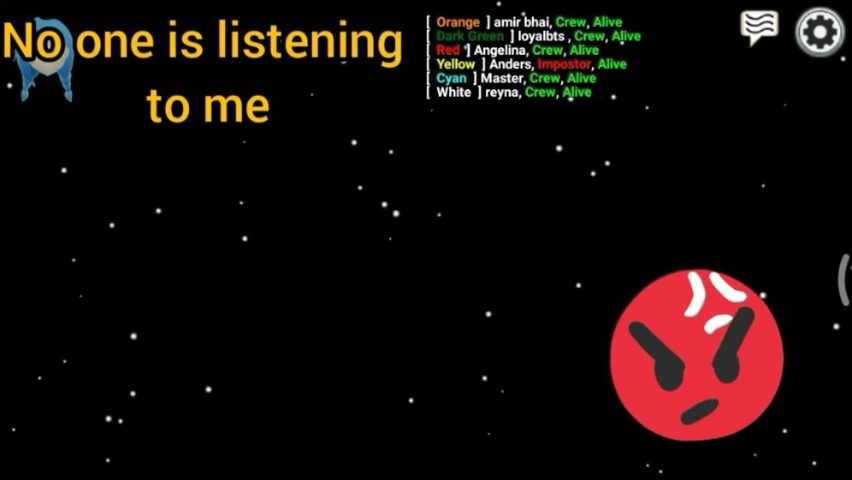 No one is listening
to me
[ Orange ] amir bhai, Crew, Alive
[ Dark Green ] loyalbts , Crew, Alive
[ Red ] Angelina, Crew, Alive
[ Yellow ] Anders, Impostor, Alive
[ Cyan ] Master, Crew, Alive
[ White ] reyna, Crew, Alive